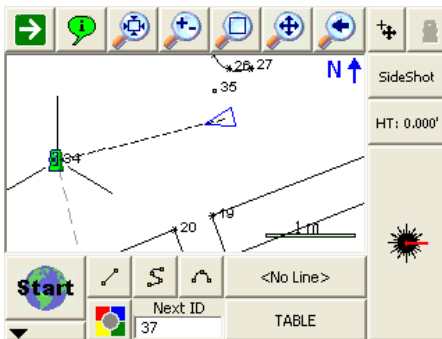 26 27
N
35
SideShot
HT: 0.000'
34
19
20
1 m
Start
<No Line>
Next ID
37
TABLE